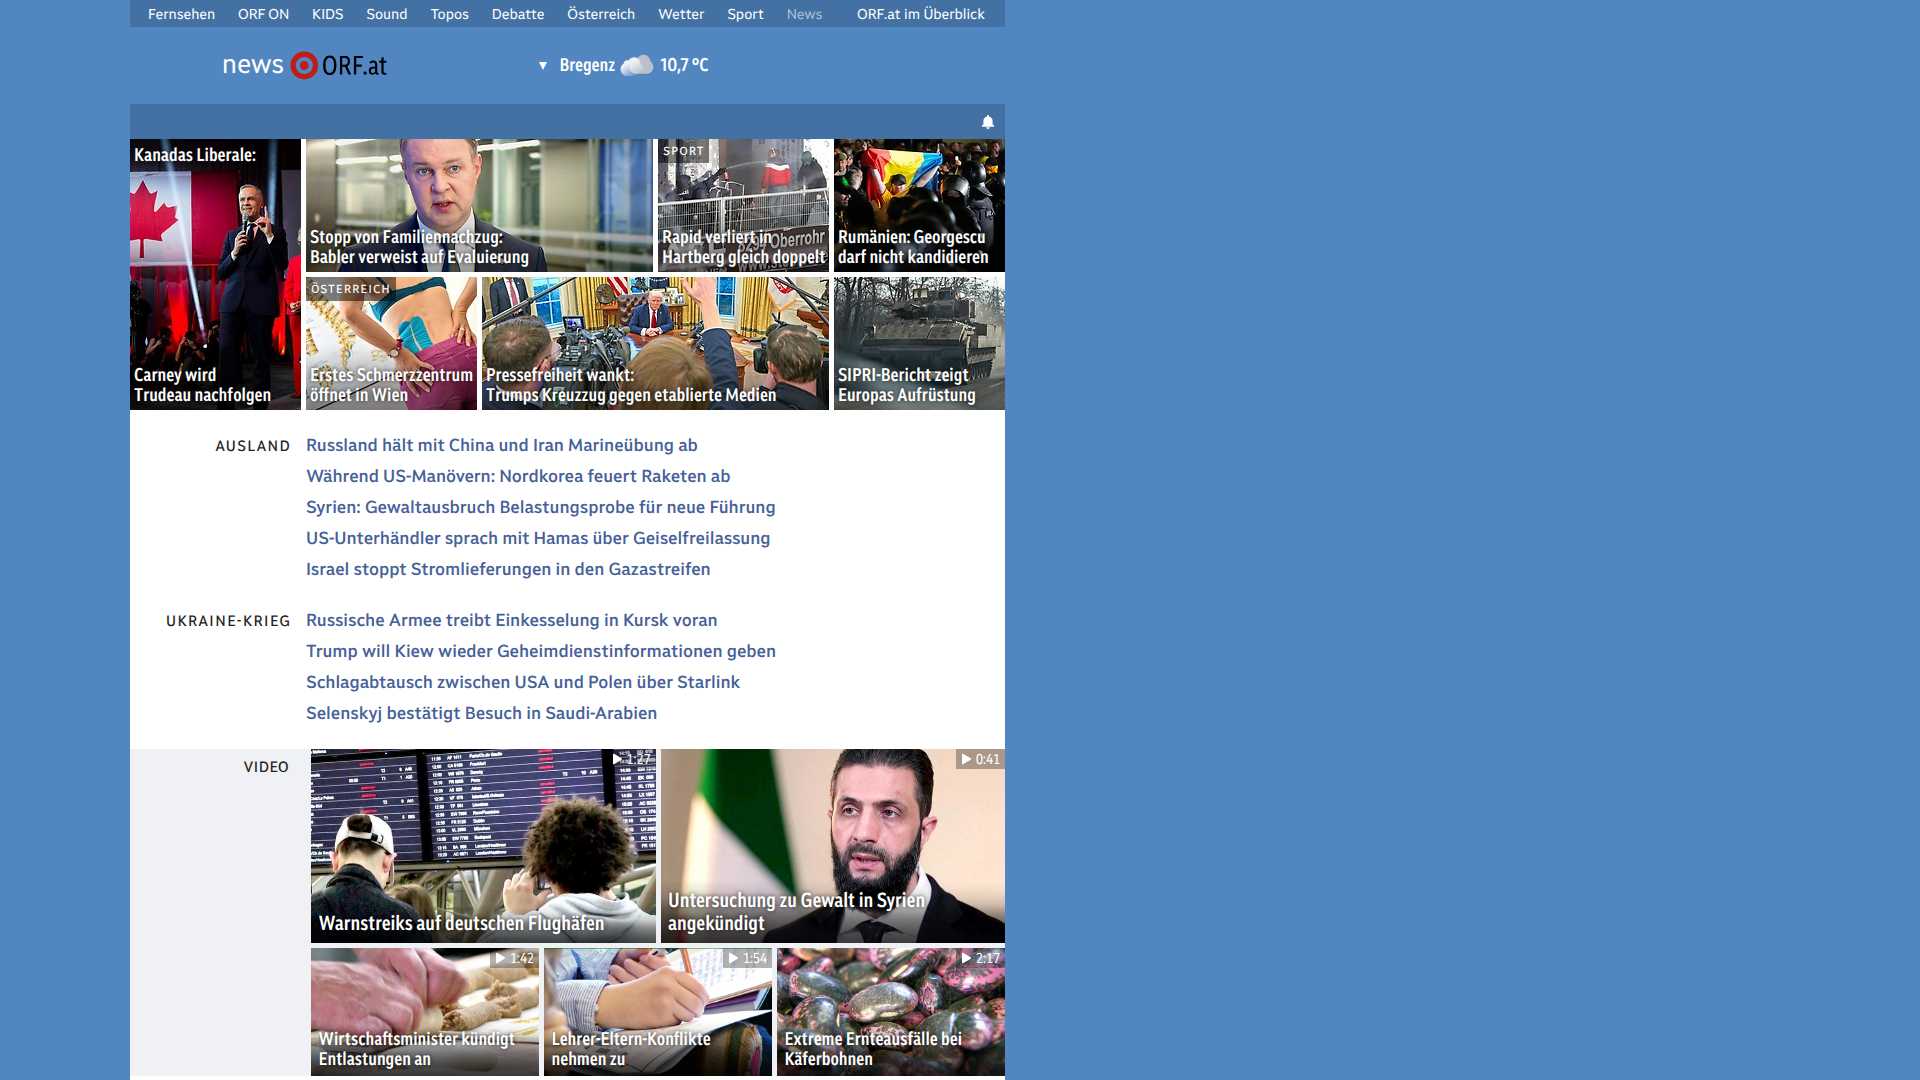 Fernsehen ORF ON KIDS Sound Topos Debatte Österreich Wetter Sport News ORF.at im Überblick
news ORF.at
Bregenz 10,7 °C
Kanadas Liberale:
Carney wird
Trudeau nachfolgen
Stopp von Familiennachzug:
Babler verweist auf Evaluierung
SPORT
Rapid verliert in
Hartberg gleich doppelt
Rumänien: Georgescu
darf nicht kandidieren
ÖSTERREICH
Erstes Schmerzzentrum
öffnet in Wien
Pressefreiheit wankt:
Trumps Kreuzzug gegen etablierte Medien
SIPRI-Bericht zeigt
Europas Aufrüstung
AUSLAND
Russland hält mit China und Iran Marineübung ab
Während US-Manövern: Nordkorea feuert Raketen ab
Syrien: Gewaltausbruch Belastungsprobe für neue Führung
US-Unterhändler sprach mit Hamas über Geiselfreilassung
Israel stoppt Stromlieferungen in den Gazastreifen
UKRAINE-KRIEG
Russische Armee treibt Einkesselung in Kursk voran
Trump will Kiew wieder Geheimdienstinformationen geben
Schlagabtausch zwischen USA und Polen über Starlink
Selenskyj bestätigt Besuch in Saudi-Arabien
VIDEO
1:27
Warnstreiks auf deutschen Flughäfen
0:41
Untersuchung zu Gewalt in Syrien
angekündigt
1:42
Wirtschaftsminister kündigt
Entlastungen an
1:54
Lehrer-Eltern-Konflikte
nehmen zu
2:17
Extreme Ernteausfälle bei
Käferbohnen